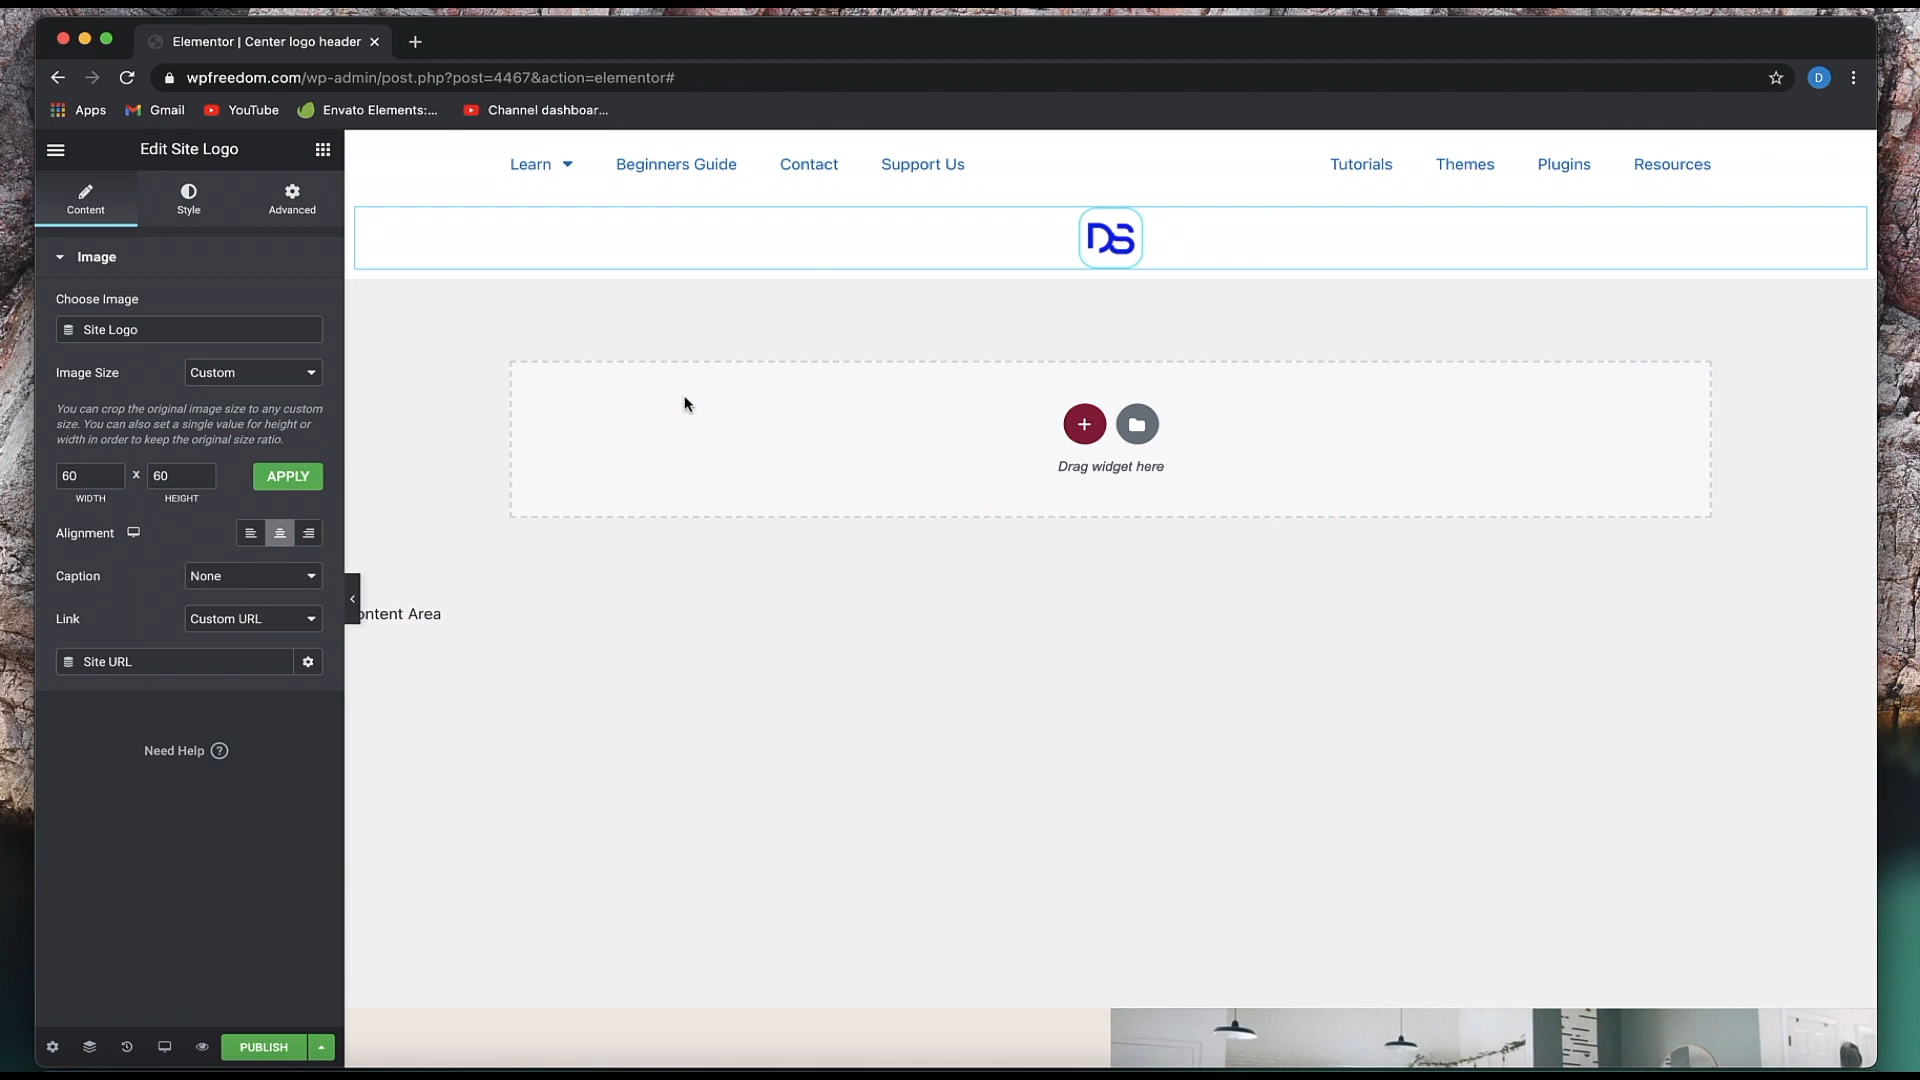 Elementor | Center logo header
wpfreedom.com/wp-admin/post.php?post=4467&action=elementor#
D
Apps Gmail YouTube Envato Elements:... Channel dashboar...
Edit Site Logo
Content Style Advanced
Learn Beginners Guide Contact Support Us Tutorials Themes Plugins Resources
DS
Image
Choose Image
Site Logo
Image Size Custom
You can crop the original image size to any custom
size. You can also set a single value for height or
width in order to keep the original size ratio.
60 x 60 APPLY
WIDTH HEIGHT
Alignment
Caption None
Link Custom URL
Site URL
Need Help ?
PUBLISH
Drag widget here
ontent Area